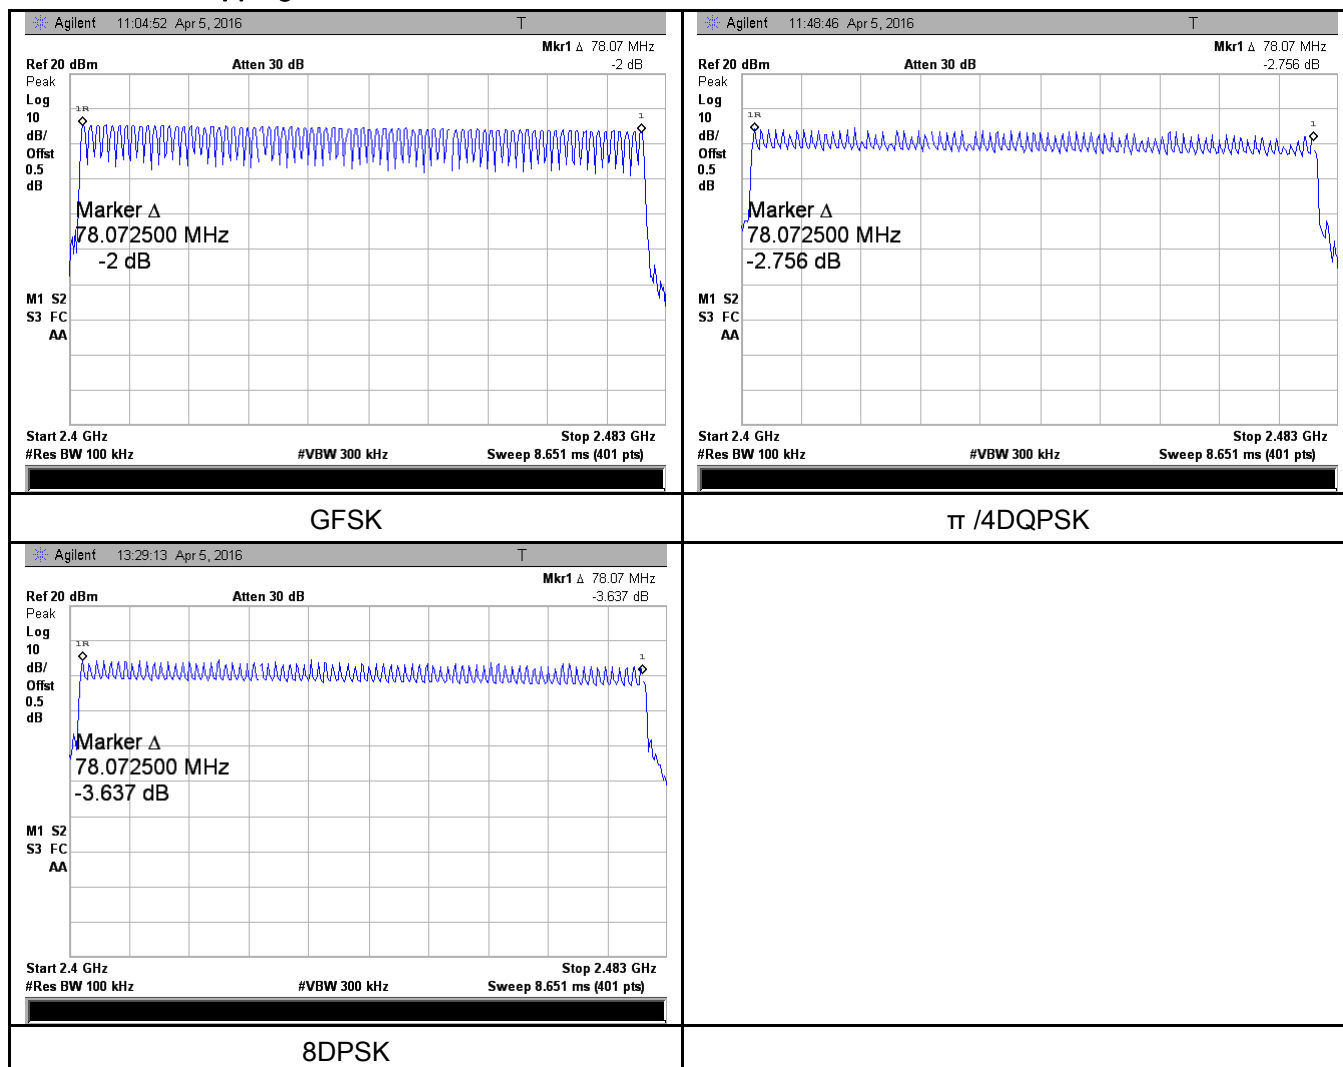 Agilent 11:04:52 Apr 5, 2016 T
Mkr1 Δ 78.07 MHz
Ref 20 dBm Atten 30 dB -2 dB
Peak
Log
10
dB/
Offst
0.5
dB
1R
1
Marker Δ
78.072500 MHz
-2 dB
M1 S2
S3 FC
AA
Start 2.4 GHz Stop 2.483 GHz
#Res BW 100 kHz #VBW 300 kHz Sweep 8.651 ms (401 pts)
GFSK
Agilent 11:48:46 Apr 5, 2016 T
Mkr1 Δ 78.07 MHz
Ref 20 dBm Atten 30 dB -2.756 dB
Peak
Log
10
dB/
Offst
0.5
dB
1R
1
Marker Δ
78.072500 MHz
-2.756 dB
M1 S2
S3 FC
AA
Start 2.4 GHz Stop 2.483 GHz
#Res BW 100 kHz #VBW 300 kHz Sweep 8.651 ms (401 pts)
π /4DQPSK
Agilent 13:29:13 Apr 5, 2016 T
Mkr1 Δ 78.07 MHz
Ref 20 dBm Atten 30 dB -3.637 dB
Peak
Log
10
dB/
Offst
0.5
dB
1R
1
Marker Δ
78.072500 MHz
-3.637 dB
M1 S2
S3 FC
AA
Start 2.4 GHz Stop 2.483 GHz
#Res BW 100 kHz #VBW 300 kHz Sweep 8.651 ms (401 pts)
8DPSK